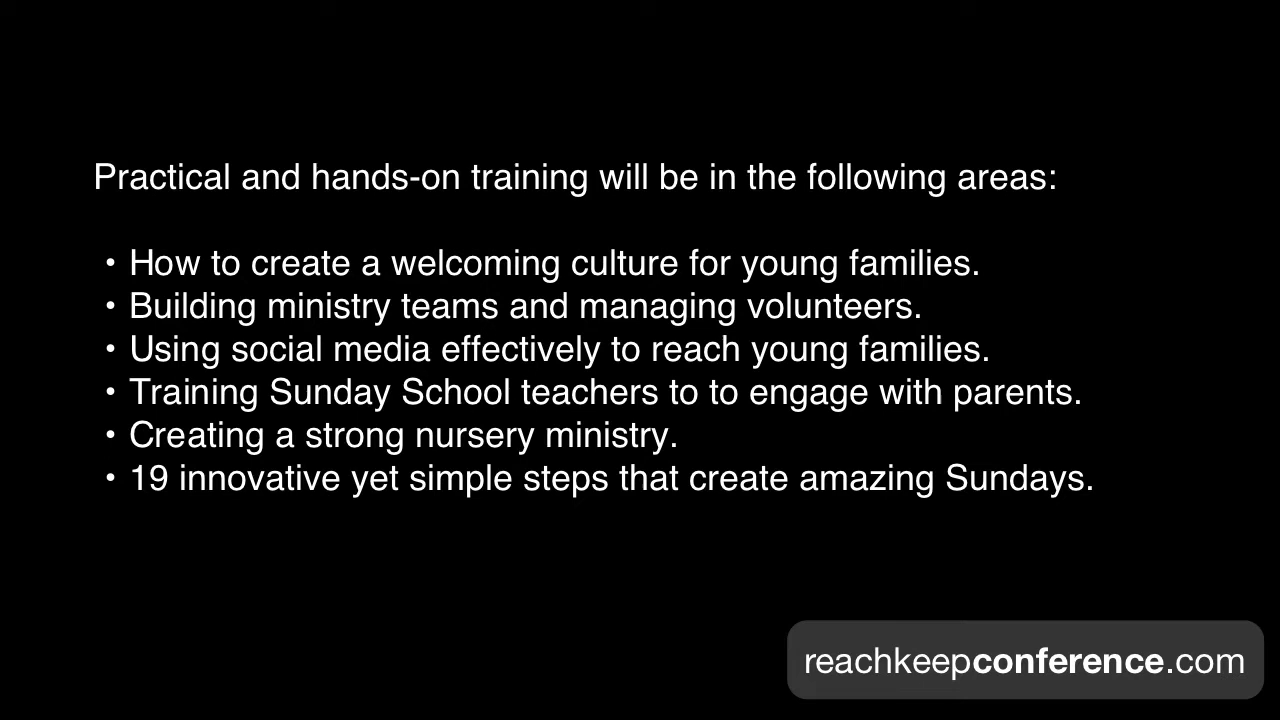 Practical and hands-on training will be in the following areas:
• How to create a welcoming culture for young families.
• Building ministry teams and managing volunteers.
• Using social media effectively to reach young families.
• Training Sunday School teachers to to engage with parents.
• Creating a strong nursery ministry.
• 19 innovative yet simple steps that create amazing Sundays.
reachkeepconference.com